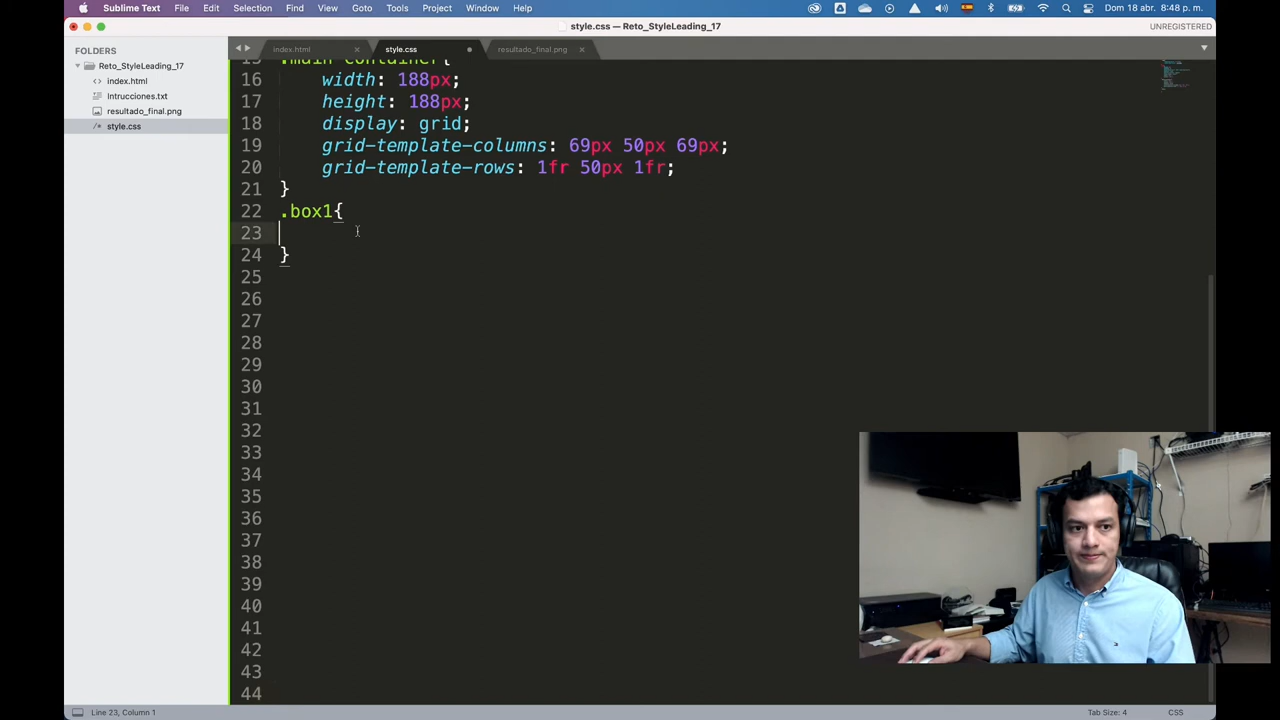 Sublime Text File Edit Selection Find View Goto Tools Project Window Help Dom 18 abr. 8:48 p. m.
style.css — Reto_StyleLeading_17 UNREGISTERED
FOLDERS
Reto_StyleLeading_17
index.html
Intrucciones.txt
resultado_final.png
style.css
index.html style.css resultado_final.png
16 width: 188px;
17 height: 188px;
18 display: grid;
19 grid-template-columns: 69px 50px 69px;
20 grid-template-rows: 1fr 50px 1fr;
21 }
22 .box1{
23
24 }
25
26
27
28
29
30
31
32
33
34
35
36
37
38
39
40
41
42
43
44
Line 23, Column 1 Tab Size: 4 CSS